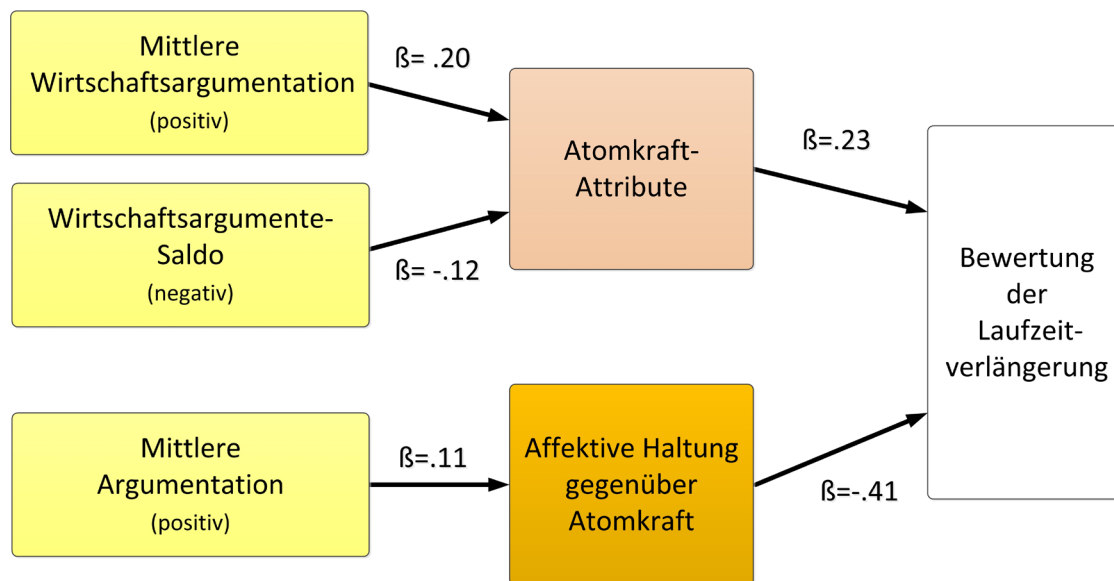 Mittlere
Wirtschaftsargumentation
(positiv)
ß= .20
Atomkraft-
Attribute
ß=.23
Wirtschaftsargumente-
Saldo
(negativ)
ß= -.12
Bewertung
der
Laufzeit-
verlängerung
Mittlere
Argumentation
(positiv)
ß=.11
Affektive Haltung
gegenüber
Atomkraft
ß=-.41